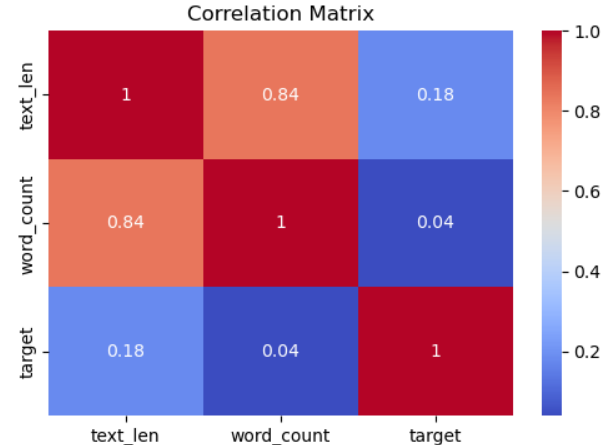 Correlation Matrix
text_len 1 0.84 0.18
word_count 0.84 1 0.04
target 0.18 0.04 1
text_len word_count target
1.0
0.8
0.6
0.4
0.2